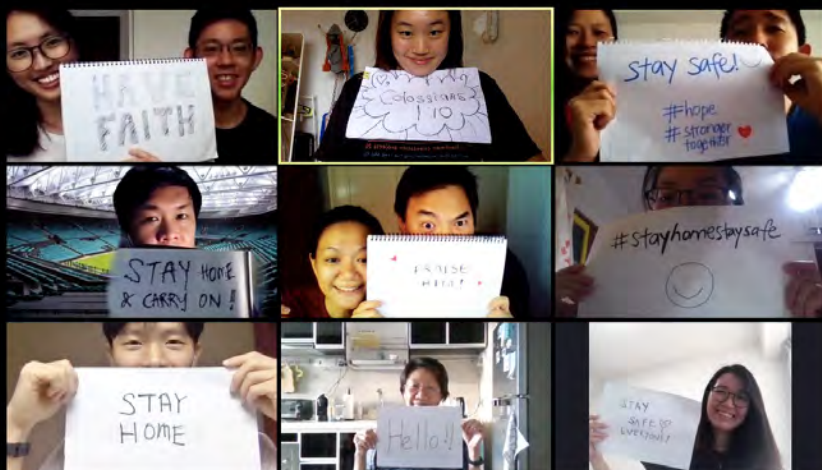 HAVE
FAITH
Colossians
1:10
stay safe!
#hope
#stronger
together
STAY HOME
& CARRY ON!
PRAISE
HIM!
#stayhomestaysafe
STAY
HOME
Hello!!
STAY
SAFE
EVERYONE!